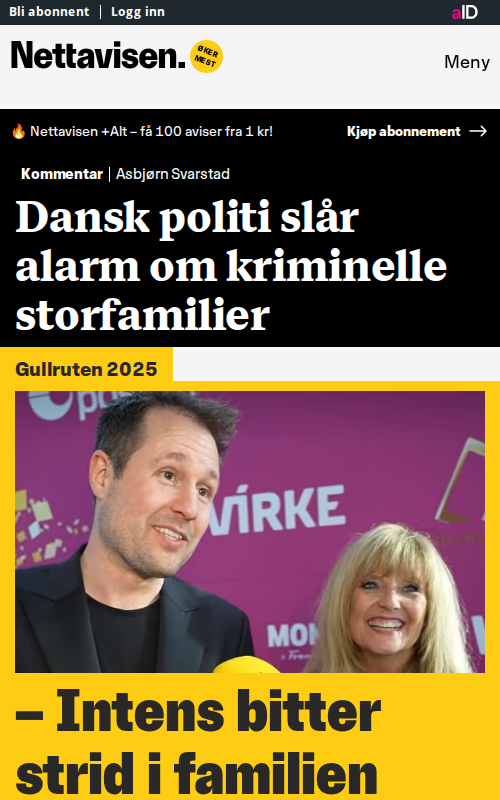 Bli abonnent | Logg inn
aID
Nettavisen.
ØKER
MEST
Meny
🔥 Nettavisen +Alt – få 100 aviser fra 1 kr!
Kjøp abonnement →
Kommentar | Asbjørn Svarstad
Dansk politi slår
alarm om kriminelle
storfamilier
Gullruten 2025
VIRKE
– Intens bitter
strid i familien